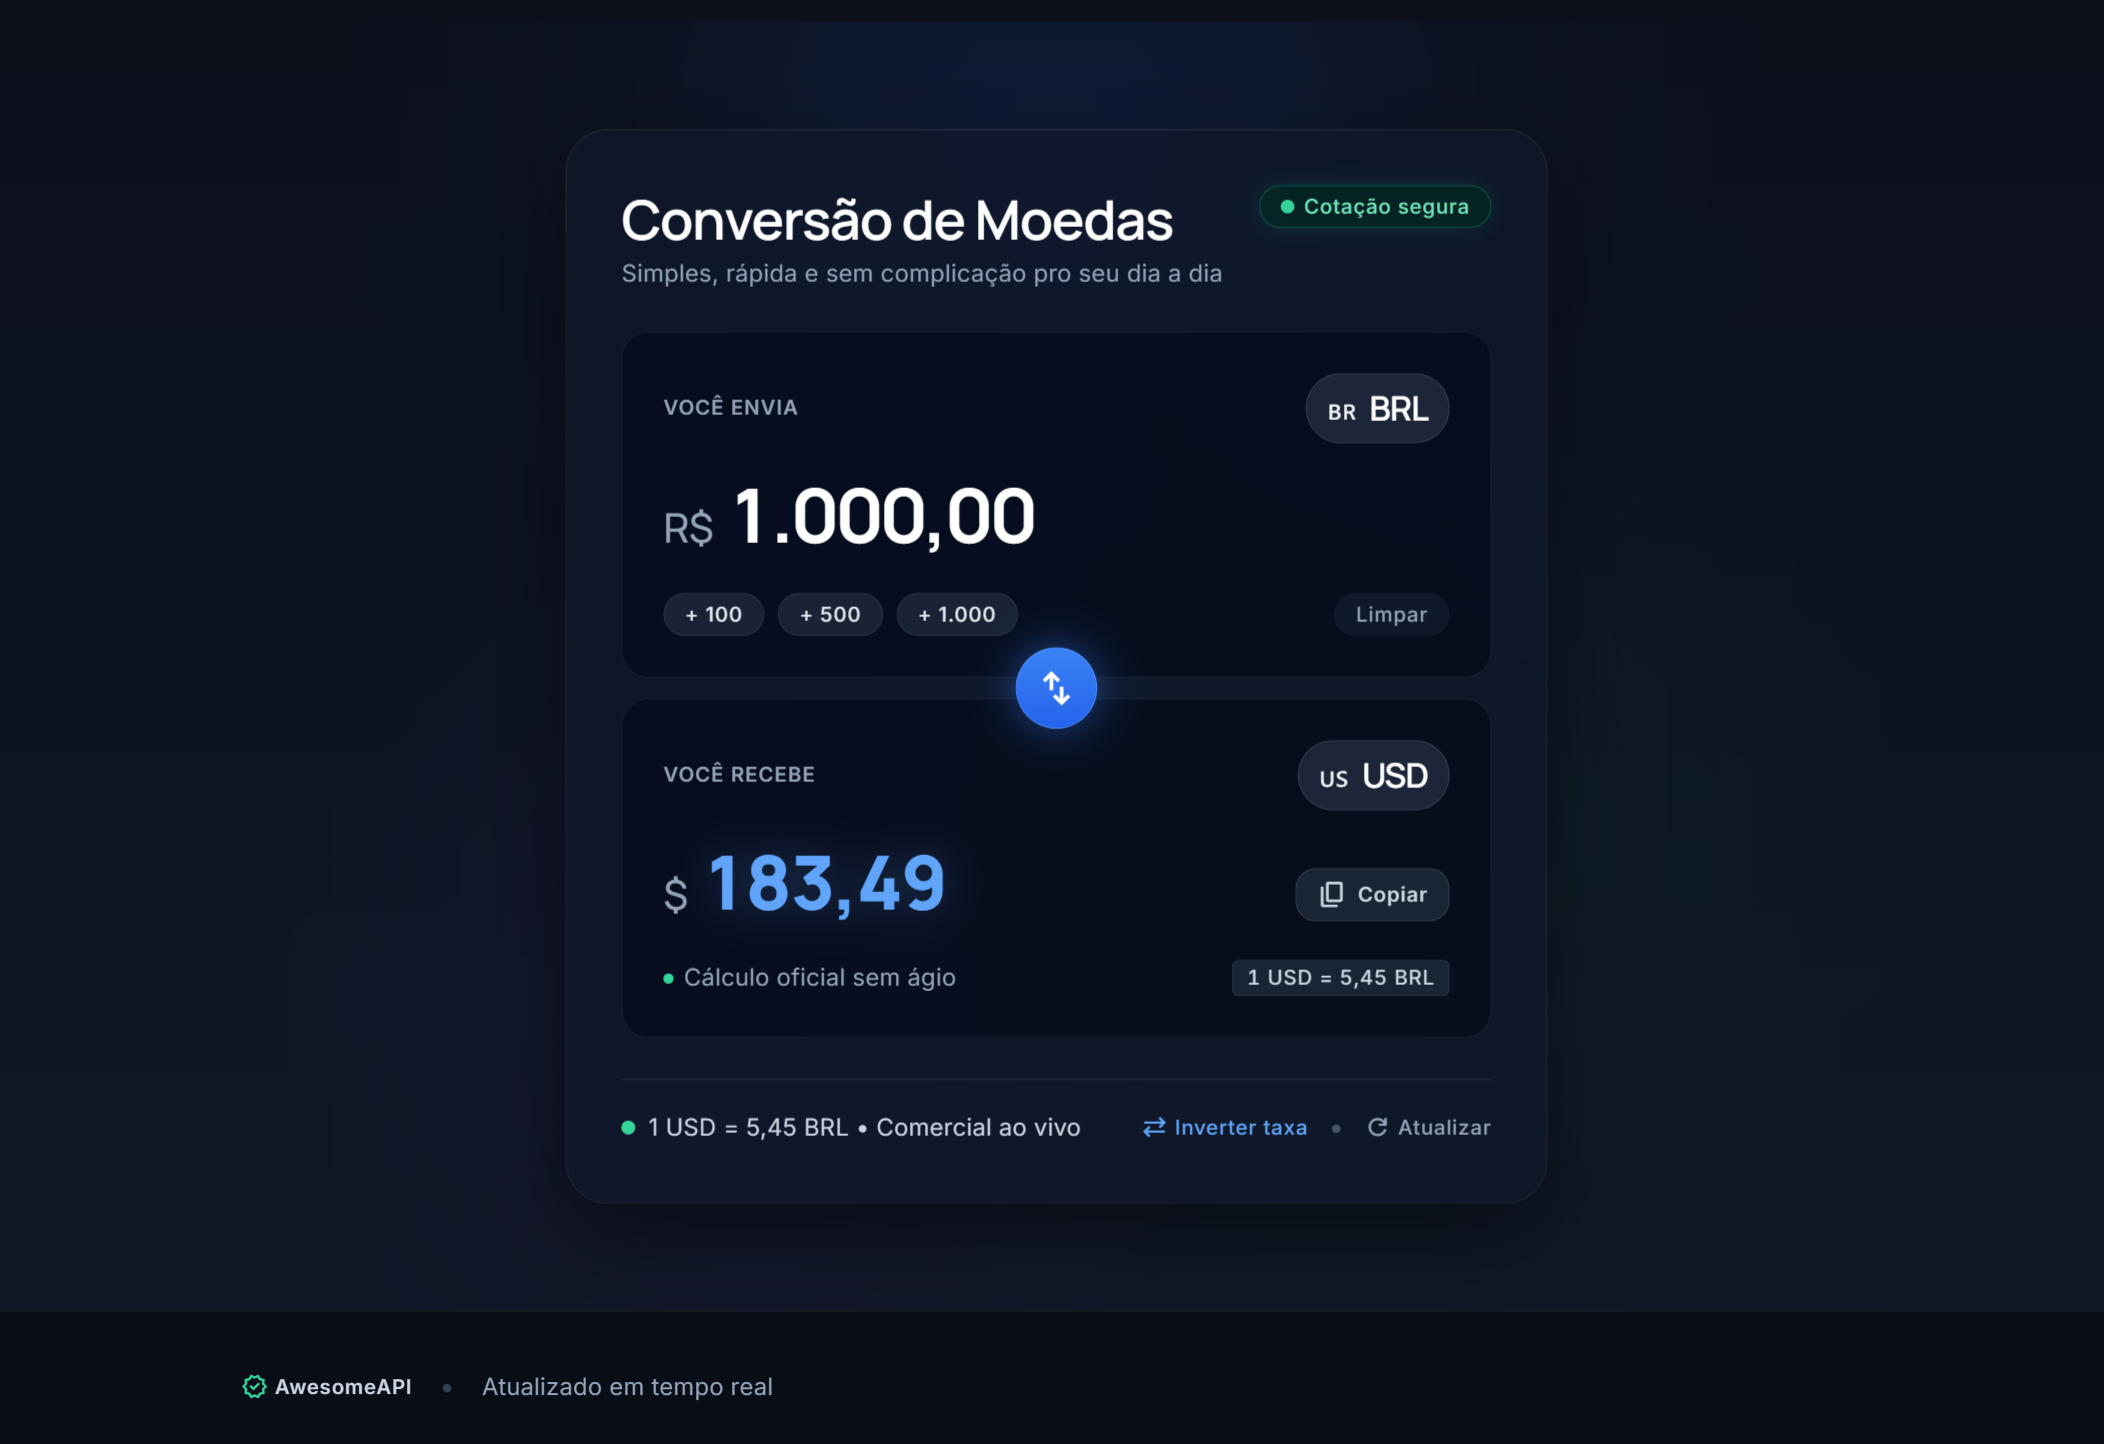 Conversão de Moedas
Cotação segura
Simples, rápida e sem complicação pro seu dia a dia
VOCÊ ENVIA
BR BRL
R$ 1.000,00
+ 100 + 500 + 1.000 Limpar
VOCÊ RECEBE
US USD
$ 183,49
Copiar
Cálculo oficial sem ágio
1 USD = 5,45 BRL
1 USD = 5,45 BRL • Comercial ao vivo
Inverter taxa • Atualizar
AwesomeAPI • Atualizado em tempo real